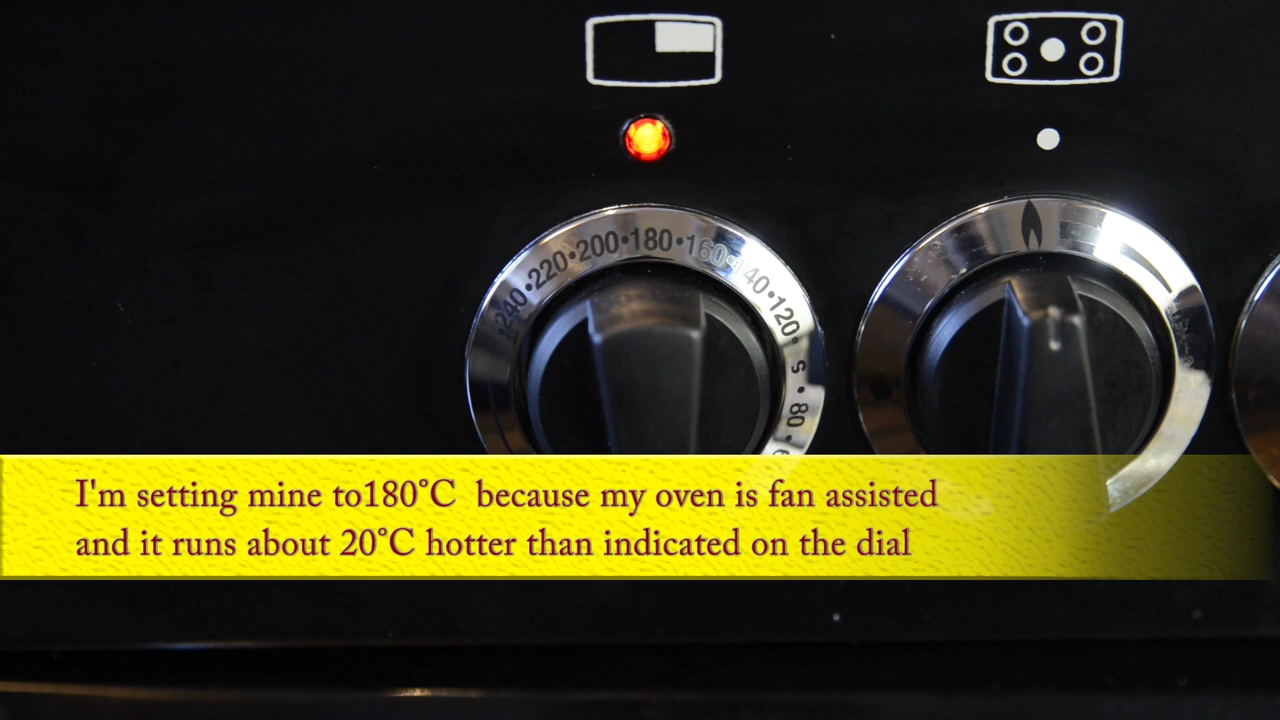 240•220•200•180•160•140•120• S • 80 •
I'm setting mine to180°C because my oven is fan assisted
and it runs about 20°C hotter than indicated on the dial